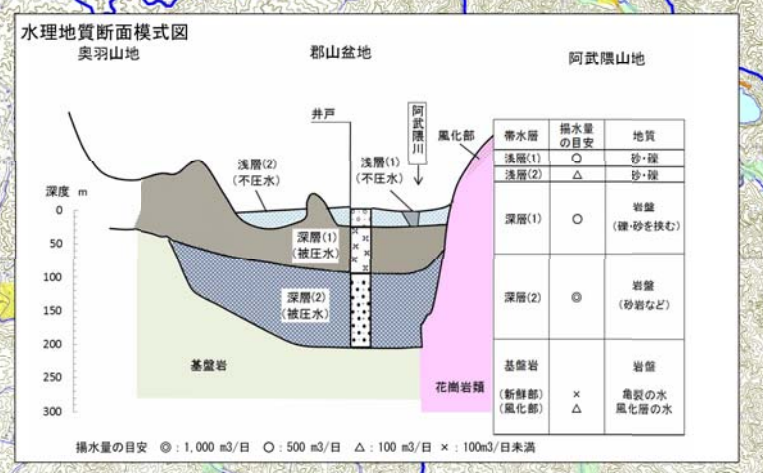 水理地質断面模式図
奥羽山地
郡山盆地
阿武隈山地
井戸
阿武隈川
風化部
浅層(2)
(不圧水)
浅層(1)
(不圧水)
深度 m
0
50
100
150
200
250
300
深層(1)
(被圧水)
深層(2)
(被圧水)
基盤岩
花崗岩類
帯水層 揚水量の目安 地質
浅層(1) ○ 砂・礫
浅層(2) △ 砂・礫
深層(1) ○ 岩盤
(礫・砂を挟む)
深層(2) ◎ 岩盤
(砂岩など)
基盤岩 岩盤
(新鮮部) × 亀裂の水
(風化部) △ 風化層の水
揚水量の目安 ◎:1,000 m3/日 ○:500 m3/日 △:100 m3/日 ×:100m3/日未満